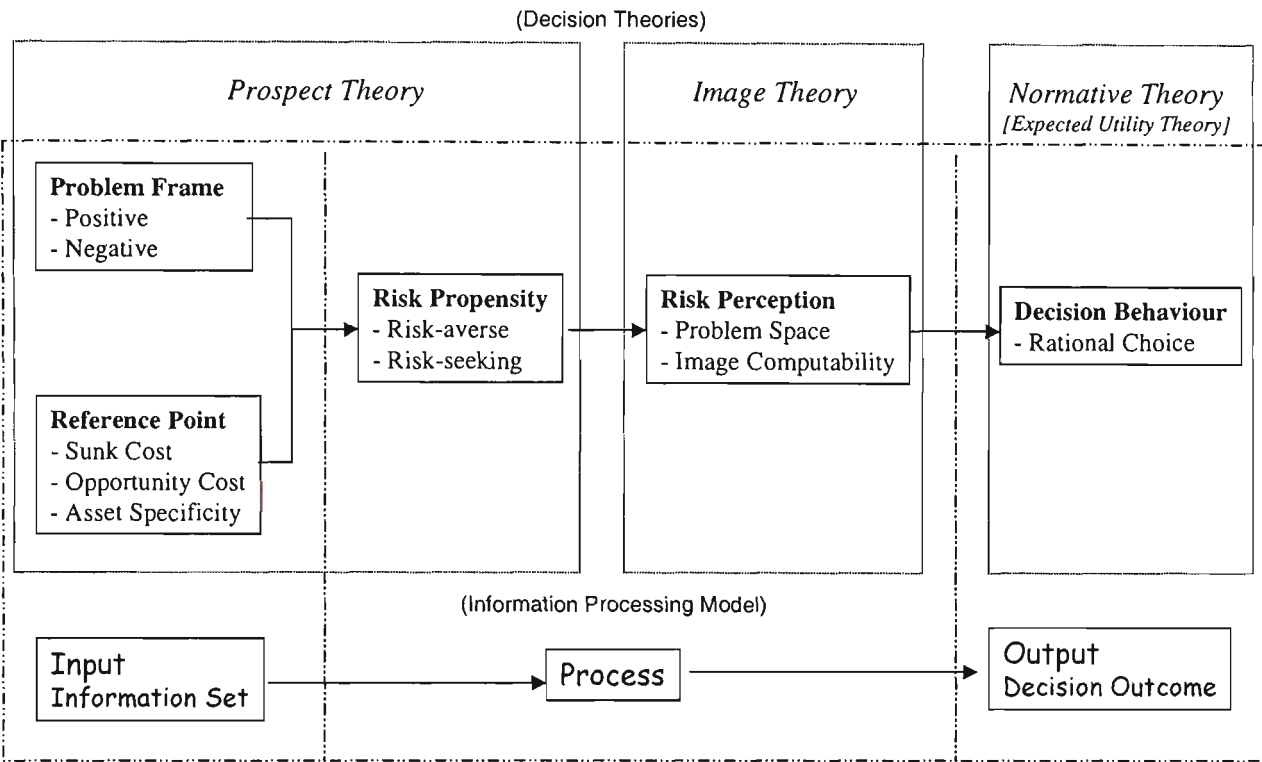 (Decision Theories)
Prospect Theory
Image Theory
Normative Theory
[Expected Utility Theory]
Problem Frame
- Positive
- Negative
Reference Point
- Sunk Cost
- Opportunity Cost
- Asset Specificity
Risk Propensity
- Risk-averse
- Risk-seeking
Risk Perception
- Problem Space
- Image Computability
Decision Behaviour
- Rational Choice
(Information Processing Model)
Input
Information Set
Process
Output
Decision Outcome